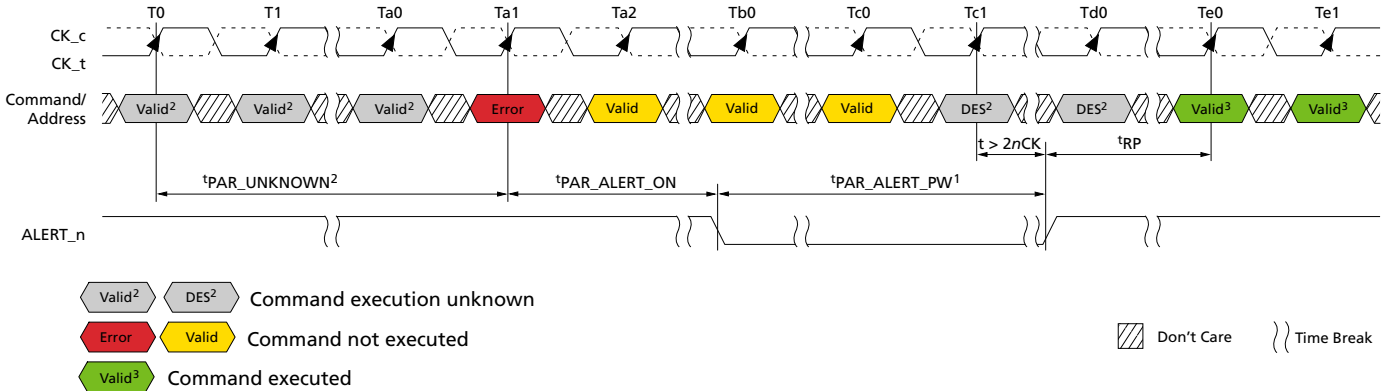 T0 T1 Ta0 Ta1 Ta2 Tb0 Tc0 Tc1 Td0 Te0 Te1
CK_c
CK_t
Command/
Address
Valid² Valid² Valid² Error Valid Valid Valid DES² DES² Valid³ Valid³
t > 2nCK ᵗRP
ᵗPAR_UNKNOWN² ᵗPAR_ALERT_ON ᵗPAR_ALERT_PW¹
ALERT_n
Valid² DES² Command execution unknown
Error Valid Command not executed
Don't Care Time Break
Valid³ Command executed